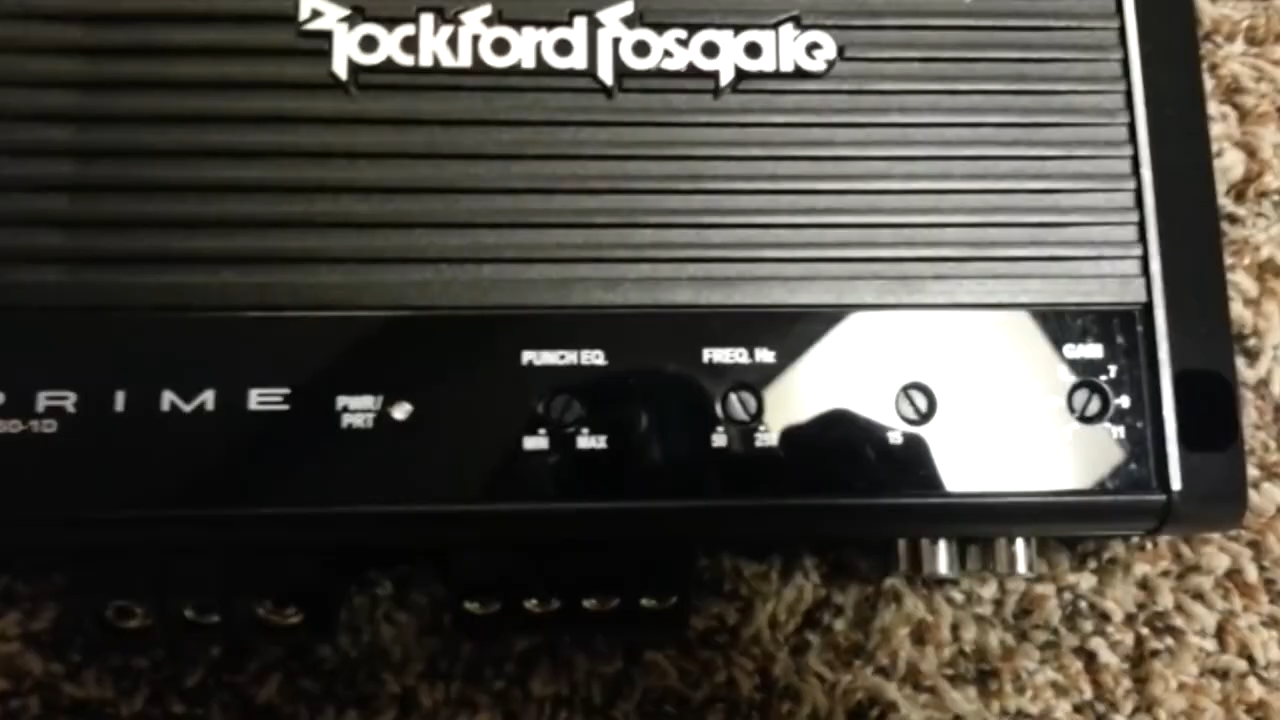 Rockford Fosgate
PUNCH EQ.
FREQ. Hz
GAIN
PRIME
PWR/
PRT
MIN
MAX
50
250
15
7
9
11